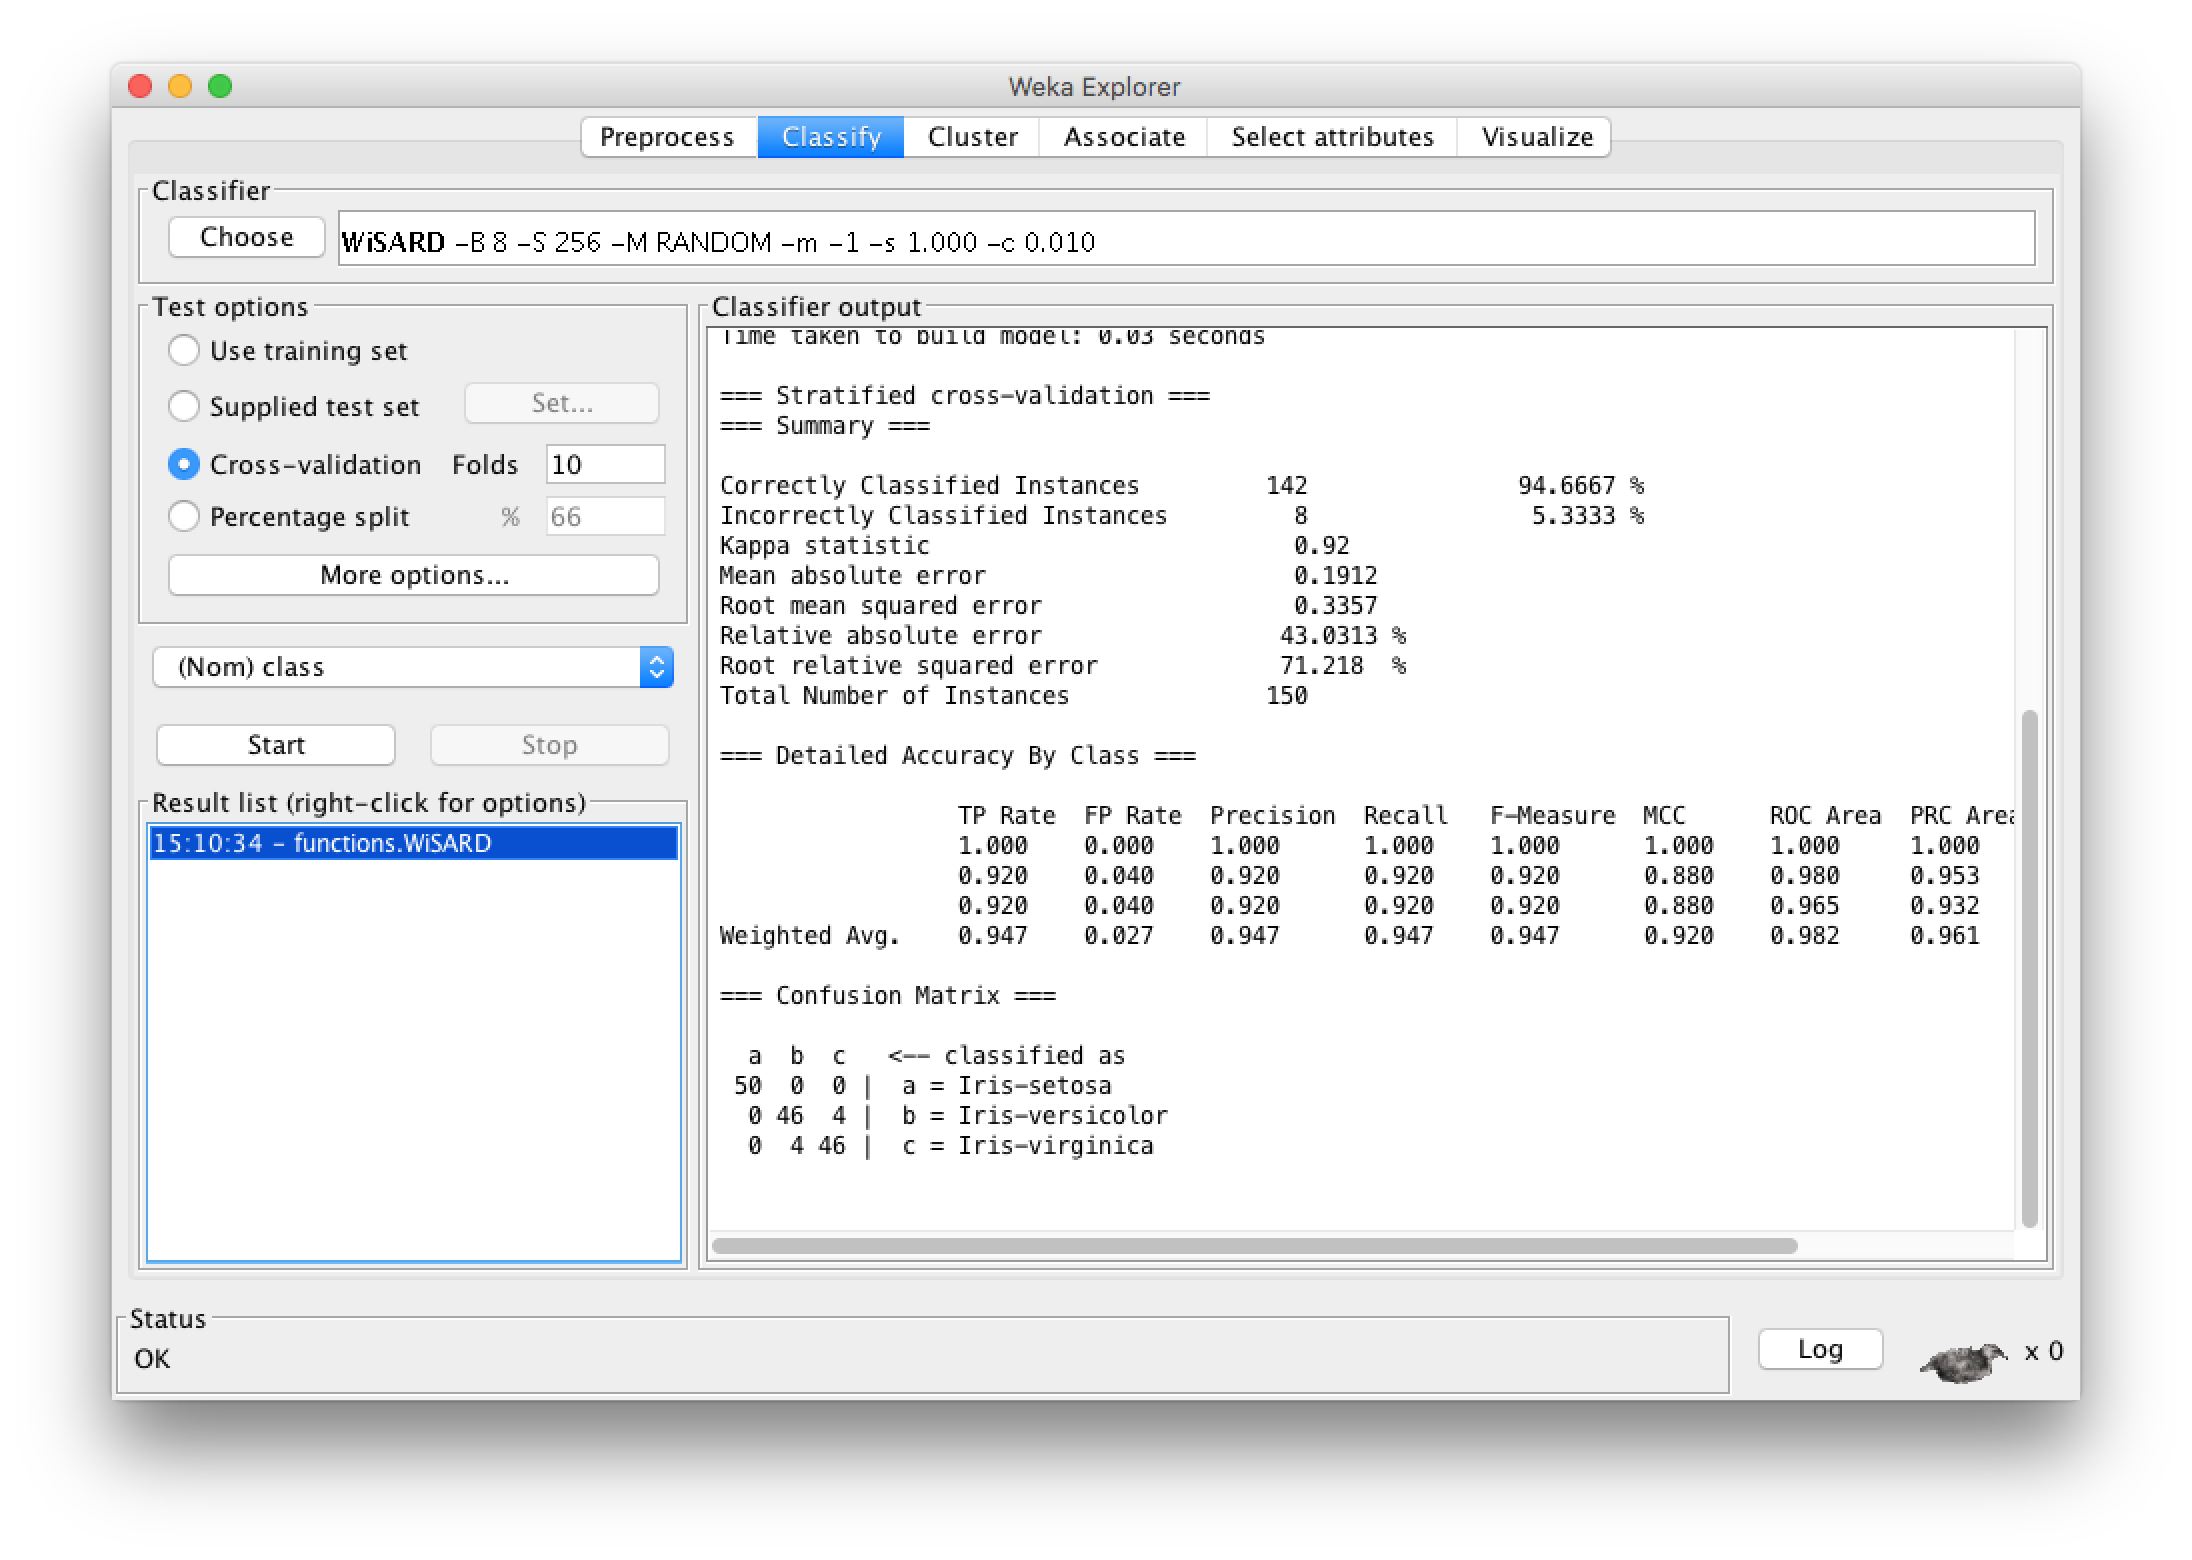 Weka Explorer
Preprocess Classify Cluster Associate Select attributes Visualize
Classifier
Choose WiSARD -B 8 -S 256 -M RANDOM -m -1 -s 1.000 -c 0.010
Test options
Use training set
Supplied test set Set...
Cross-validation Folds 10
Percentage split % 66
More options...
(Nom) class
Start Stop
Result list (right-click for options)
15:10:34 - functions.WiSARD
Classifier output
Time taken to build model: 0.03 seconds
=== Stratified cross-validation ===
=== Summary ===
Correctly Classified Instances 142 94.6667 %
Incorrectly Classified Instances 8 5.3333 %
Kappa statistic 0.92
Mean absolute error 0.1912
Root mean squared error 0.3357
Relative absolute error 43.0313 %
Root relative squared error 71.218 %
Total Number of Instances 150
=== Detailed Accuracy By Class ===
TP Rate FP Rate Precision Recall F-Measure MCC ROC Area PRC Area
1.000 0.000 1.000 1.000 1.000 1.000 1.000 1.000
0.920 0.040 0.920 0.920 0.920 0.880 0.980 0.953
0.920 0.040 0.920 0.920 0.920 0.880 0.965 0.932
Weighted Avg. 0.947 0.027 0.947 0.947 0.947 0.920 0.982 0.961
=== Confusion Matrix ===
a b c <-- classified as
50 0 0 | a = Iris-setosa
0 46 4 | b = Iris-versicolor
0 4 46 | c = Iris-virginica
Status
OK
Log x 0